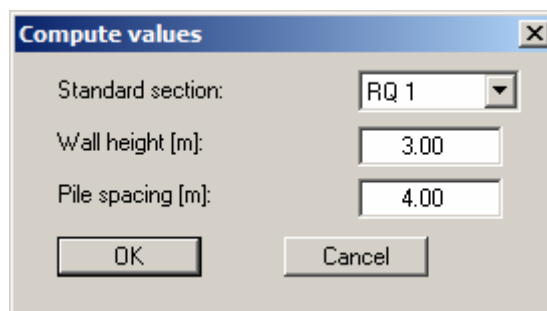 Compute values
Standard section: RQ 1
Wall height [m]: 3.00
Pile spacing [m]: 4.00
OK Cancel